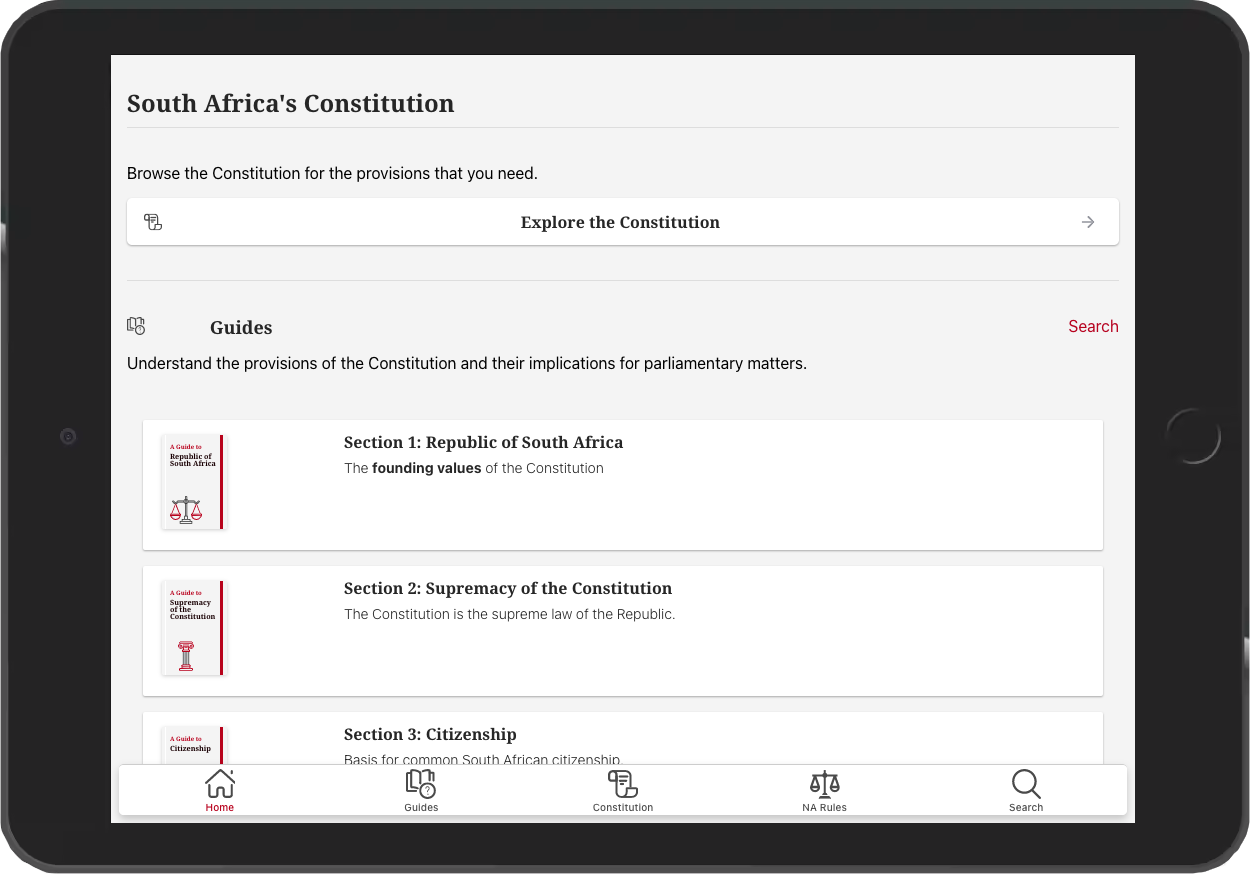 South Africa's Constitution
Browse the Constitution for the provisions that you need.
Explore the Constitution
Guides
Search
Understand the provisions of the Constitution and their implications for parliamentary matters.
A Guide to
Republic of
South Africa
Section 1: Republic of South Africa
The founding values of the Constitution
A Guide to
Supremacy
of the
Constitution
Section 2: Supremacy of the Constitution
The Constitution is the supreme law of the Republic.
A Guide to
Citizenship
Section 3: Citizenship
Basis for common South African citizenship.
Home
Guides
Constitution
NA Rules
Search